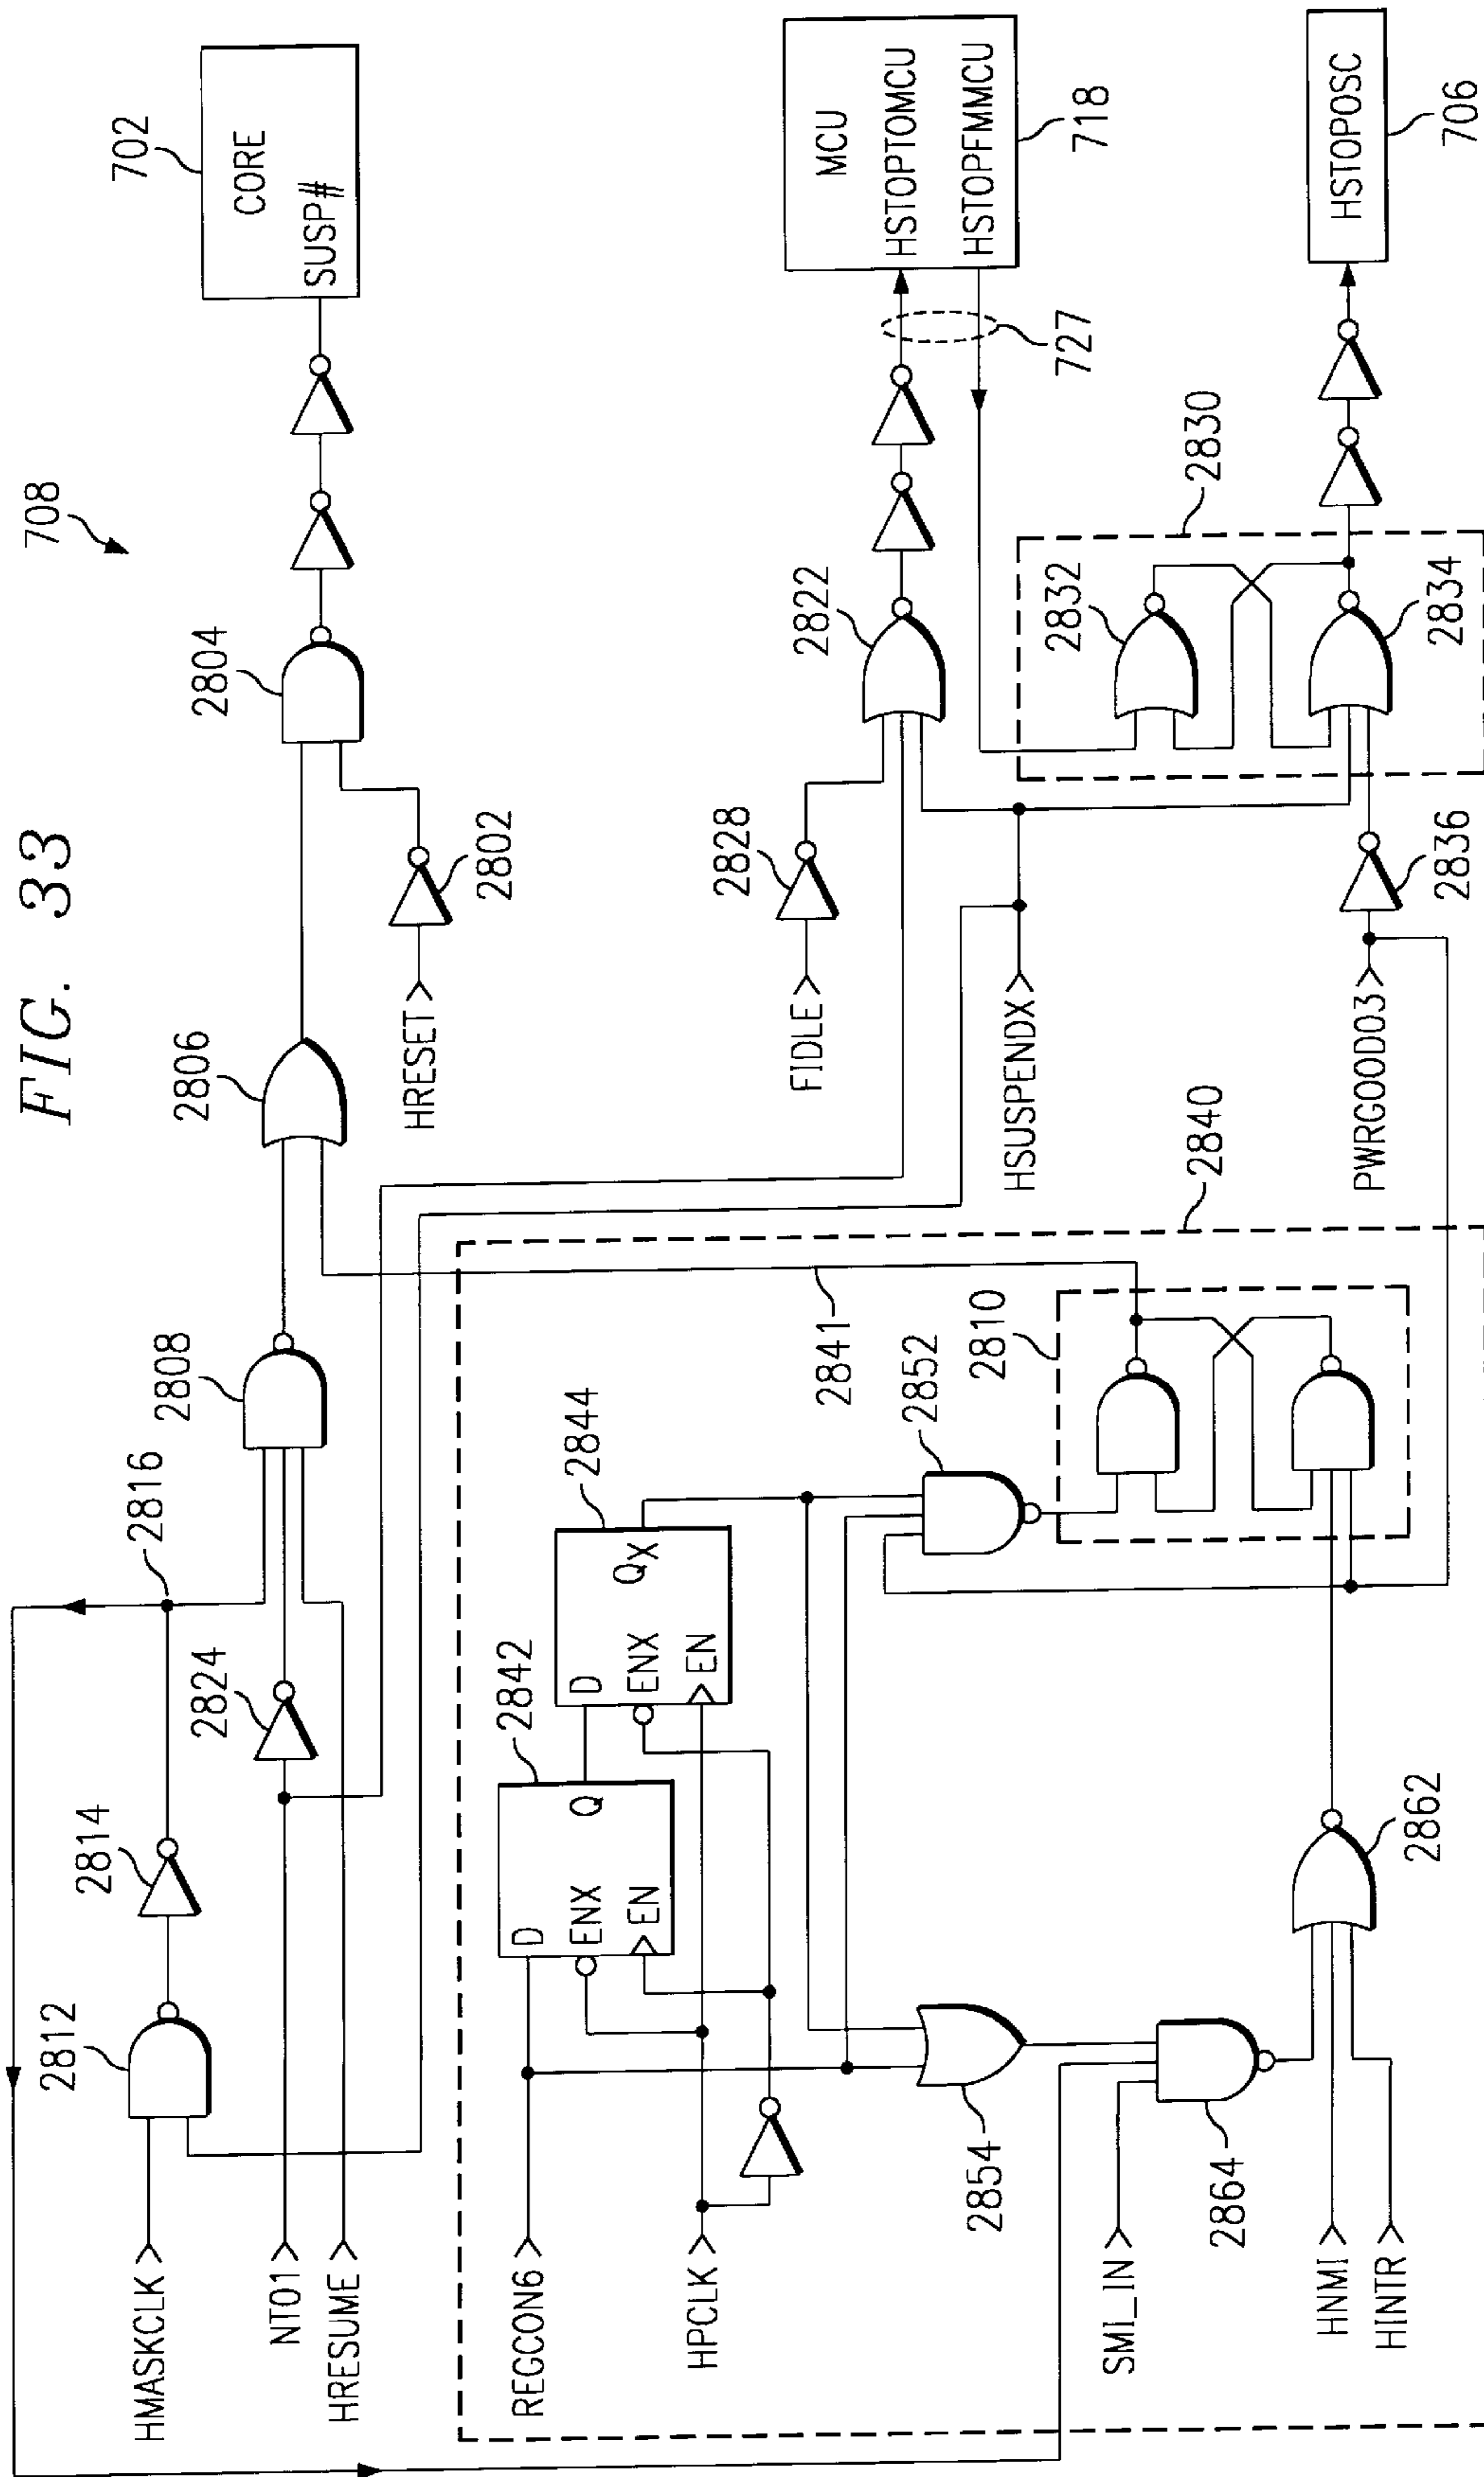 FIG. 33
708
702
CORE
SUSP#
2804
2806
2808
2816
2814
2812
2824
2802
HMASKCLK
NT01
HRESUME
HRESET
MCU
HSTOPTOMCU
HSTOPFMMCU
718
727
2822
2828
FIDLE
HSUSPENDX
PWRGOOD03
2836
2830
2832
2834
HSTOPOSC
706
2840
2841
2810
2852
2844
D
ENX
EN
QX
2842
D
ENX
EN
Q
REGCON6
HPCLK
2854
SMI_IN
2864
HNMI
HINTR
2862